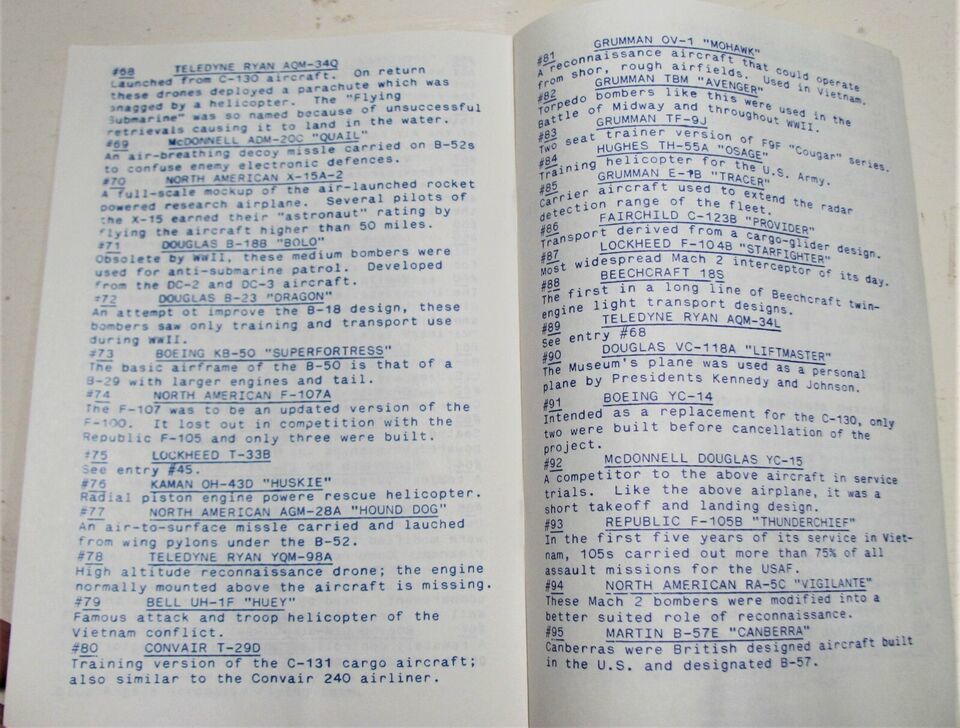 #68 TELEDYNE RYAN AQM-34Q
Launched from C-130 aircraft. On return
these drones deployed a parachute which was
snagged by a helicopter. The "Flying
Submarine" was so named because of unsuccessful
retrievals causing it to land in the water.
#69 McDONNELL ADM-20C "QUAIL"
An air-breathing decoy missle carried on B-52s
to confuse enemy electronic defences.
#70 NORTH AMERICAN X-15A-2
A full-scale mockup of the air-launched rocket
powered research airplane. Several pilots of
the X-15 earned their "astronaut" rating by
flying the aircraft higher than 50 miles.
#71 DOUGLAS B-18B "BOLO"
Obsolete by WWII, these medium bombers were
used for anti-submarine patrol. Developed
from the DC-2 and DC-3 aircraft.
#72 DOUGLAS B-23 "DRAGON"
An attempt ot improve the B-18 design, these
bombers saw only training and transport use
during WWII.
#73 BOEING KB-50 "SUPERFORTRESS"
The basic airframe of the B-50 is that of a
B-29 with larger engines and tail.
#74 NORTH AMERICAN F-107A
The F-107 was to be an updated version of the
F-100. It lost out in competition with the
Republic F-105 and only three were built.
#75 LOCKHEED T-33B
See entry #45.
#76 KAMAN OH-43D "HUSKIE"
Radial piston engine powere rescue helicopter.
#77 NORTH AMERICAN AGM-28A "HOUND DOG"
An air-to-surface missle carried and lauched
from wing pylons under the B-52.
#78 TELEDYNE RYAN YQM-98A
High altitude reconnaissance drone; the engine
normally mounted above the aircraft is missing.
#79 BELL UH-1F "HUEY"
Famous attack and troop helicopter of the
Vietnam conflict.
#80 CONVAIR T-29D
Training version of the C-131 cargo aircraft;
also similar to the Convair 240 airliner.
#81 GRUMMAN OV-1 "MOHAWK"
A reconnaissance aircraft that could operate
from shor, rough airfields. Used in Vietnam.
#82 GRUMMAN TBM "AVENGER"
Torpedo bombers like this were used in the
Battle of Midway and throughout WWII.
#83 GRUMMAN TF-9J
Two seat trainer version of F9F "Cougar" series.
#84 HUGHES TH-55A "OSAGE"
Training helicopter for the U.S. Army.
#85 GRUMMAN E-1B "TRACER"
Carrier aircraft used to extend the radar
detection range of the fleet.
#86 FAIRCHILD C-123B "PROVIDER"
Transport derived from a cargo-glider design.
#87 LOCKHEED F-104B "STARFIGHTER"
Most widespread Mach 2 interceptor of its day.
#88 BEECHCRAFT 18S
The first in a long line of Beechcraft twin-
engine light transport designs.
#89 TELEDYNE RYAN AQM-34L
See entry #68
#90 DOUGLAS VC-118A "LIFTMASTER"
The Museum's plane was used as a personal
plane by Presidents Kennedy and Johnson.
#91 BOEING YC-14
Intended as a replacement for the C-130, only
two were built before cancellation of the
project.
#92 McDONNELL DOUGLAS YC-15
A competitor to the above aircraft in service
trials. Like the above airplane, it was a
short takeoff and landing design.
#93 REPUBLIC F-105B "THUNDERCHIEF"
In the first five years of its service in Viet-
nam, 105s carried out more than 75% of all
assault missions for the USAF.
#94 NORTH AMERICAN RA-5C "VIGILANTE"
These Mach 2 bombers were modified into a
better suited role of reconnaissance.
#95 MARTIN B-57E "CANBERRA"
Canberras were British designed aircraft built
in the U.S. and designated B-57.